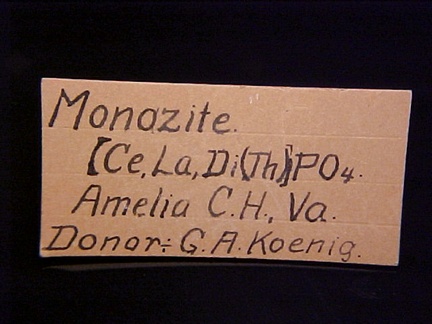 Monazite.
[Ce, La, Di(Th)]PO₄.
Amelia C.H., Va.
Donor: G.A. Koenig.